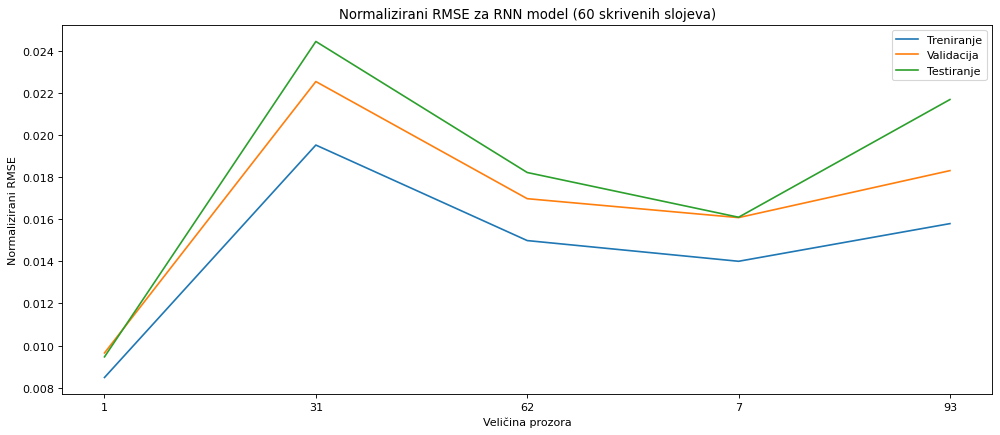 Normalizirani RMSE za RNN model (60 skrivenih slojeva)
Treniranje
Validacija
Testiranje
Normalizirani RMSE
0.024
0.022
0.020
0.018
0.016
0.014
0.012
0.010
0.008
1 31 62 7 93
Veličina prozora